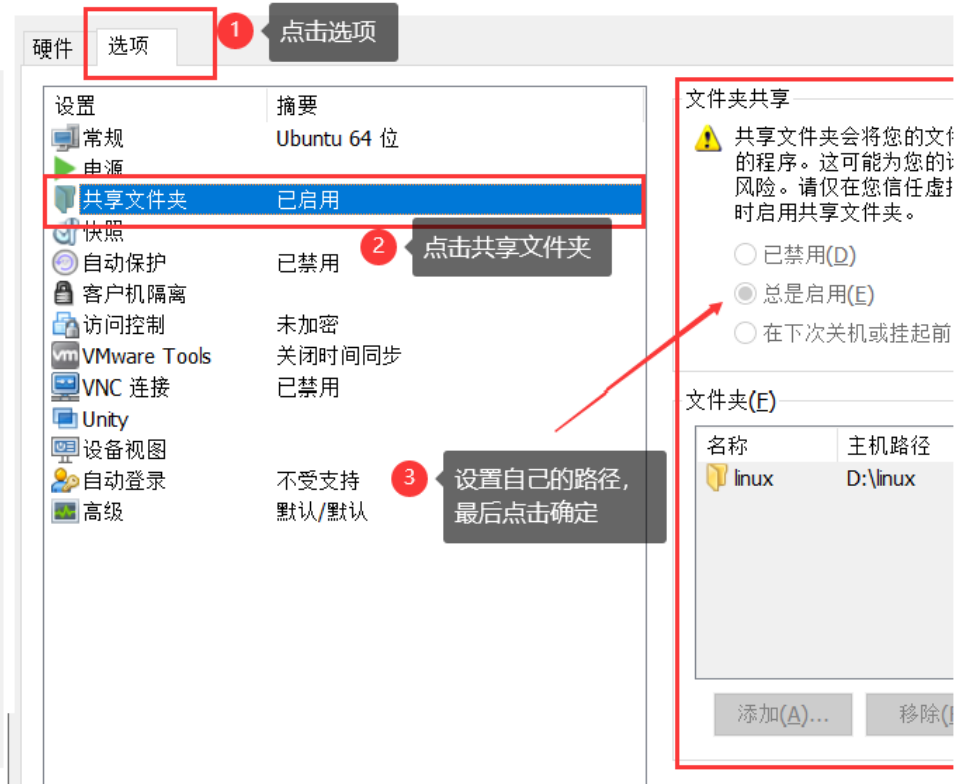 硬件
选项
1
点击选项
设置 摘要
常规 Ubuntu 64 位
电源
共享文件夹 已启用
快照
2
点击共享文件夹
自动保护 已禁用
客户机隔离
访问控制 未加密
vm VMware Tools 关闭时间同步
VNC 连接 已禁用
Unity
设备视图
自动登录 不受支持
高级 默认/默认
3
设置自己的路径,
最后点击确定
文件夹共享
共享文件夹会将您的文件
的程序。这可能为您的
风险。请仅在您信任虚
时启用共享文件夹。
已禁用(D)
总是启用(E)
在下次关机或挂起前
文件夹(F)
名称 主机路径
linux D:\linux
添加(A)...
移除(